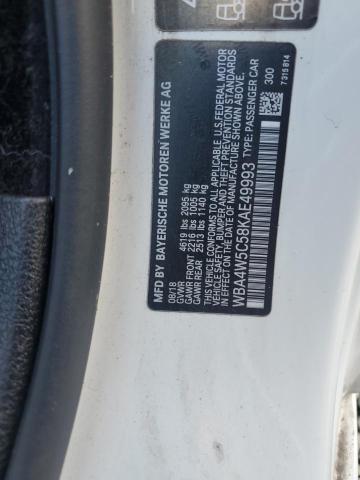 MFD BY BAYERISCHE MOTOREN WERKE AG
08/18
GVWR 4619 lbs 2095 kg
GAWR FRONT 2216 lbs 1005 kg
GAWR REAR 2513 lbs 1140 kg
THIS VEHICLE CONFORMS TO ALL APPLICABLE U.S. FEDERAL MOTOR
VEHICLE SAFETY, BUMPER, AND THEFT PREVENTION STANDARDS
IN EFFECT ON THE DATE OF MANUFACTURE SHOWN ABOVE.
WBA4W5C58KAE49993 TYPE: PASSENGER CAR
300
7315 814